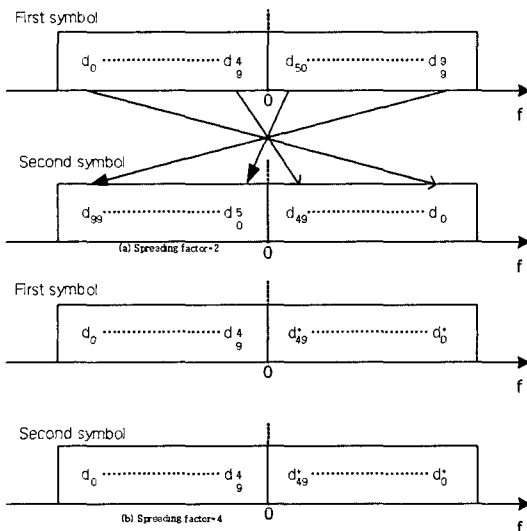 First symbol
d0 ················ d49 d50 ················ d99
0
f
Second symbol
d99 ················ d50 d49 ················ d0
(a) Spreading factor=2
0
f
First symbol
d0 ················ d49 d*49 ················ d*0
0
f
Second symbol
d0 ················ d49 d*49 ················ d*0
(b) Spreading factor=4
0
f